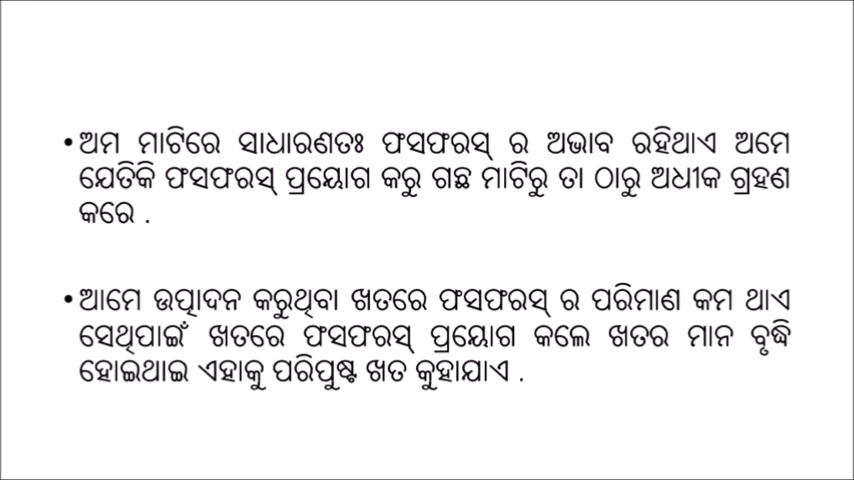 • ଅମ ମାଟିରେ ସାଧାରଣତଃ ଫସଫରସ୍ ର ଅଭାବ ରହିଥାଏ ଅମେ
ଯେତିକି ଫସଫରସ୍ ପ୍ରୟୋଗ କରୁ ଗଛ ମାଟିରୁ ତା ଠାରୁ ଅଧୀକ ଗ୍ରହଣ
କରେ .
• ଆମେ ଉତ୍ପାଦନ କରୁଥିବା ଖତରେ ଫସଫରସ୍ ର ପରିମାଣ କମ ଥାଏ
ସେଥିପାଇଁ ଖତରେ ଫସଫରସ୍ ପ୍ରୟୋଗ କଲେ ଖତର ମାନ ବୃଦ୍ଧି
ହୋଇଥାଇ ଏହାକୁ ପରିପୁଷ୍ଟ ଖତ କୁହାଯାଏ .